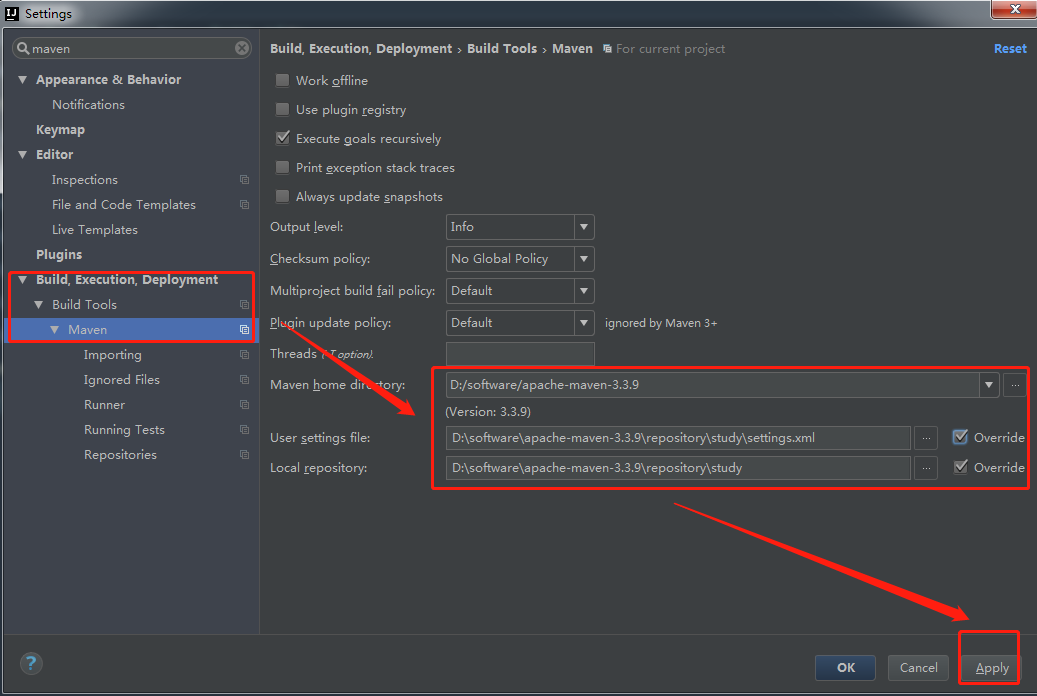 Settings
maven
Appearance & Behavior
Notifications
Keymap
Editor
Inspections
File and Code Templates
Live Templates
Plugins
Build, Execution, Deployment
Build Tools
Maven
Importing
Ignored Files
Runner
Running Tests
Repositories
Build, Execution, Deployment › Build Tools › Maven For current project Reset
Work offline
Use plugin registry
Execute goals recursively
Print exception stack traces
Always update snapshots
Output level: Info
Checksum policy: No Global Policy
Multiproject build fail policy: Default
Plugin update policy: Default ignored by Maven 3+
Threads (-T option).
Maven home directory: D:/software/apache-maven-3.3.9 ...
(Version: 3.3.9)
User settings file: D:\software\apache-maven-3.3.9\repository\study\settings.xml ... Override
Local repository: D:\software\apache-maven-3.3.9\repository\study ... Override
? OK Cancel Apply